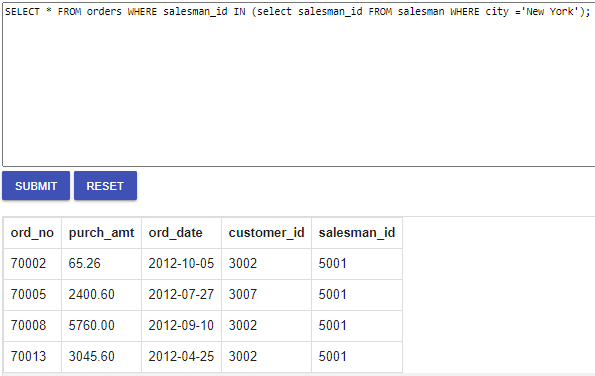 SELECT * FROM orders WHERE salesman_id IN (select salesman_id FROM salesman WHERE city ='New York');
SUBMIT RESET
ord_no purch_amt ord_date customer_id salesman_id
70002 65.26 2012-10-05 3002 5001
70005 2400.60 2012-07-27 3007 5001
70008 5760.00 2012-09-10 3002 5001
70013 3045.60 2012-04-25 3002 5001